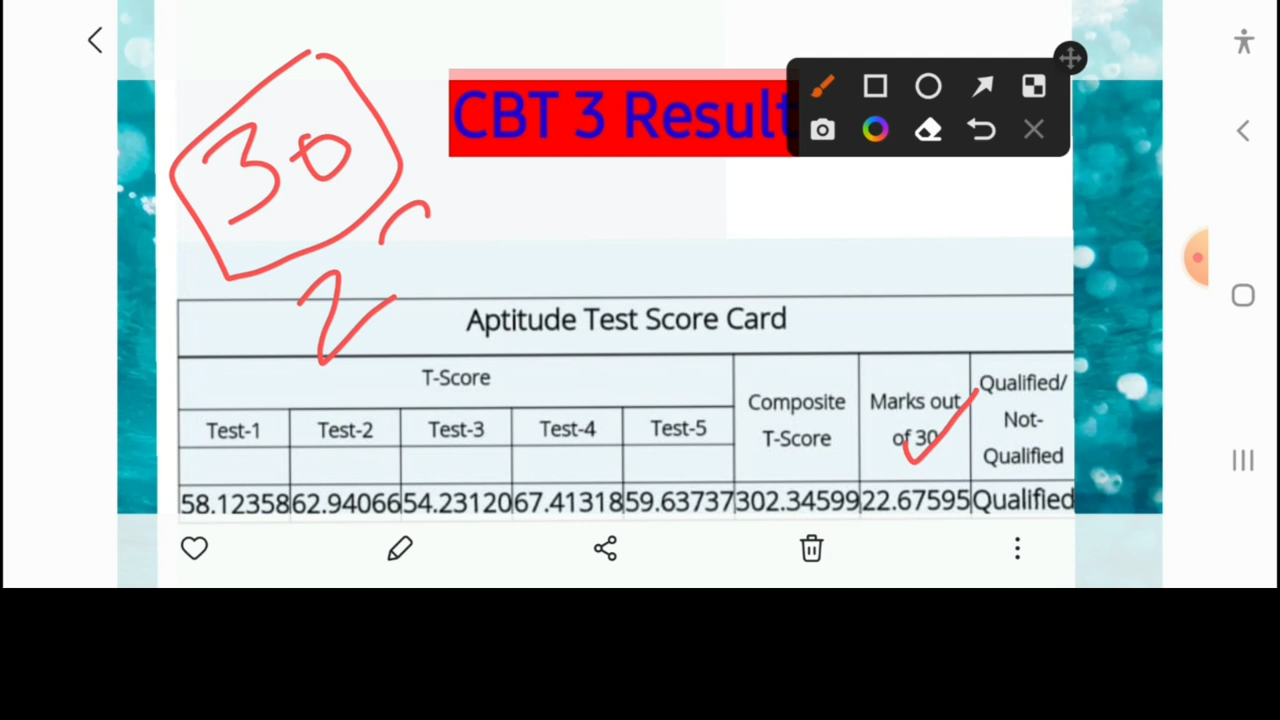 CBT 3 Result
30
2
Aptitude Test Score Card
T-Score
Composite T-Score
Marks out of 30
Qualified/ Not- Qualified
Test-1 Test-2 Test-3 Test-4 Test-5
58.12358 62.94066 54.23120 67.41318 59.63737 302.34599 22.67595 Qualified